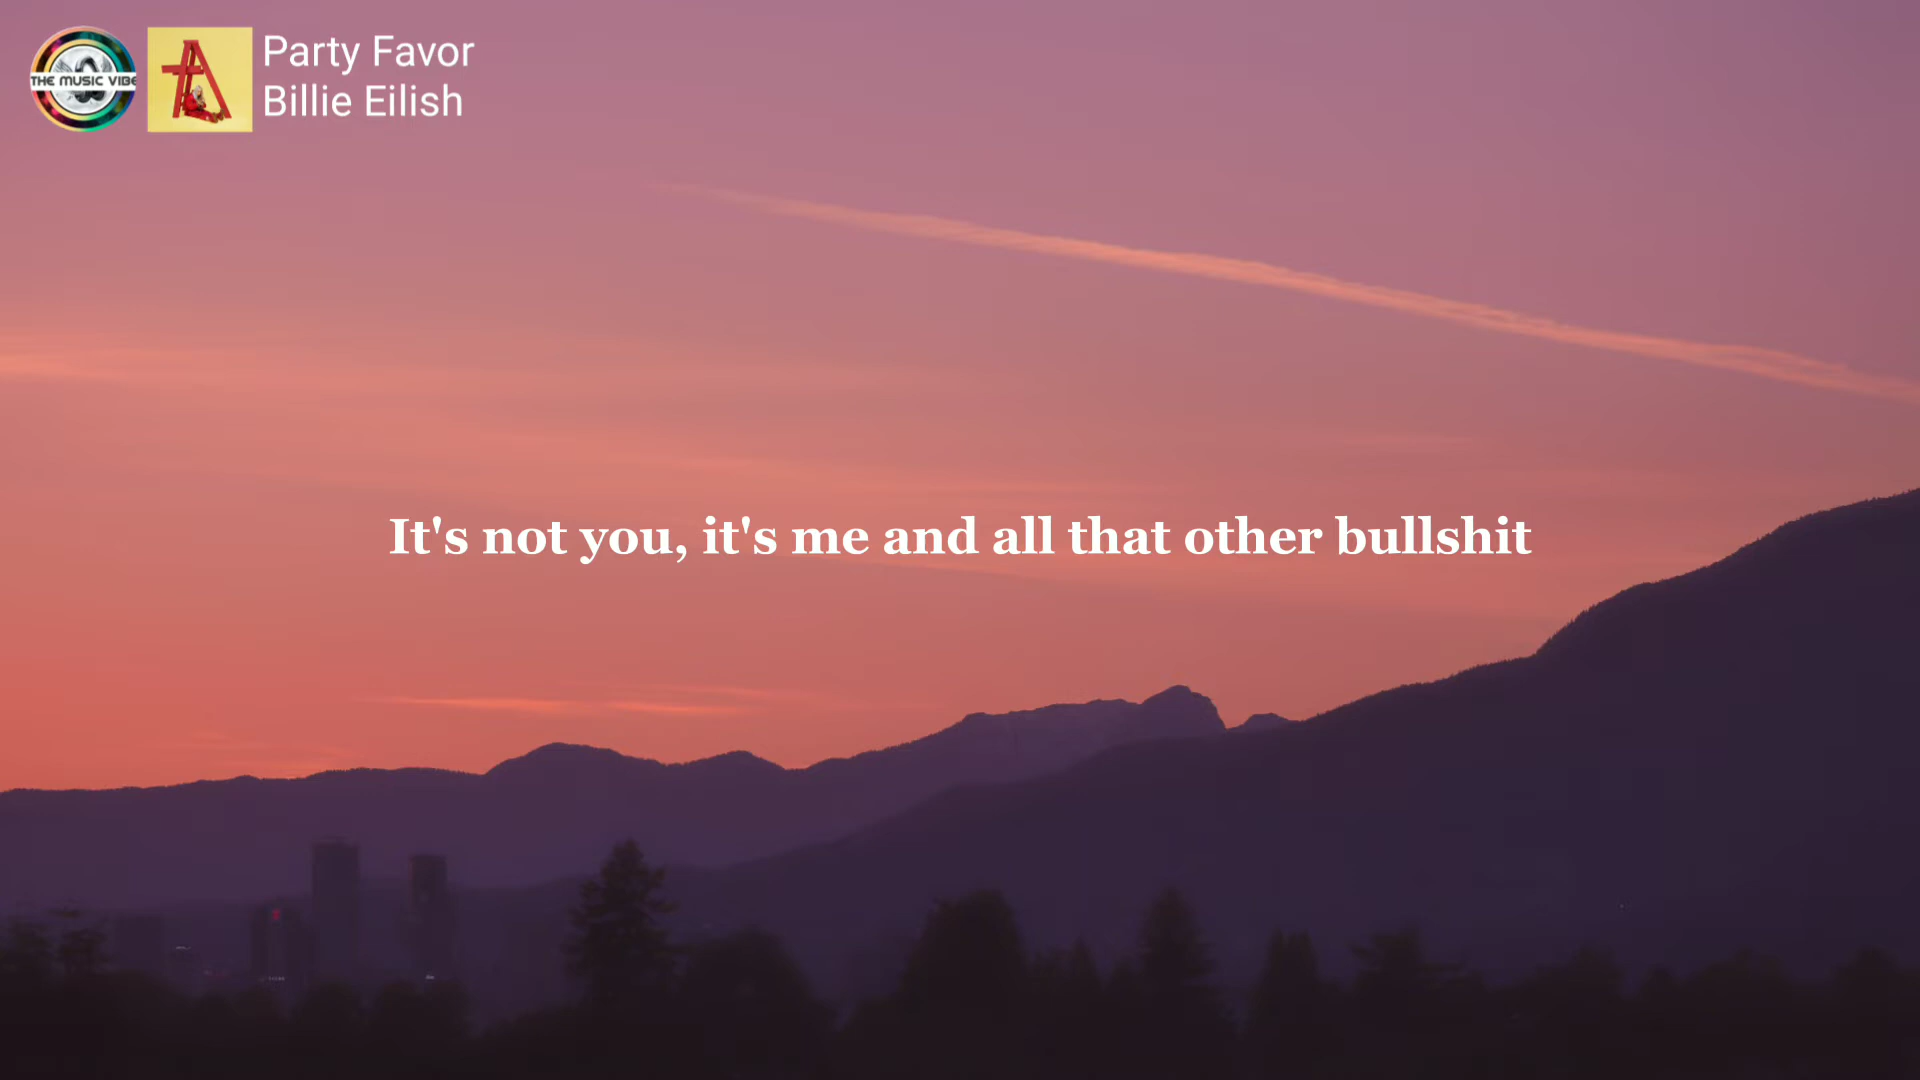 THE MUSIC VIBE
Party Favor
Billie Eilish
It's not you, it's me and all that other bullshit